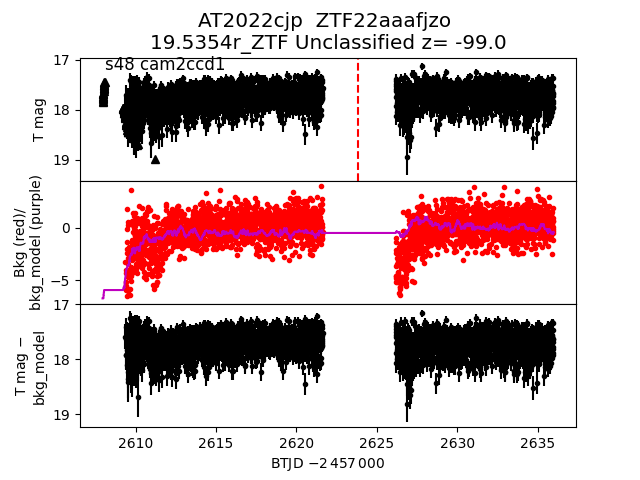 AT2022cjp  ZTF22aaafjzo
19.5354r_ZTF Unclassified z= -99.0
s48 cam2ccd1
T mag
17
18
19
Bkg (red)/
bkg_model (purple)
0
−5
T mag −
bkg_model
17
18
19
2610 2615 2620 2625 2630 2635
BTJD −2 457 000